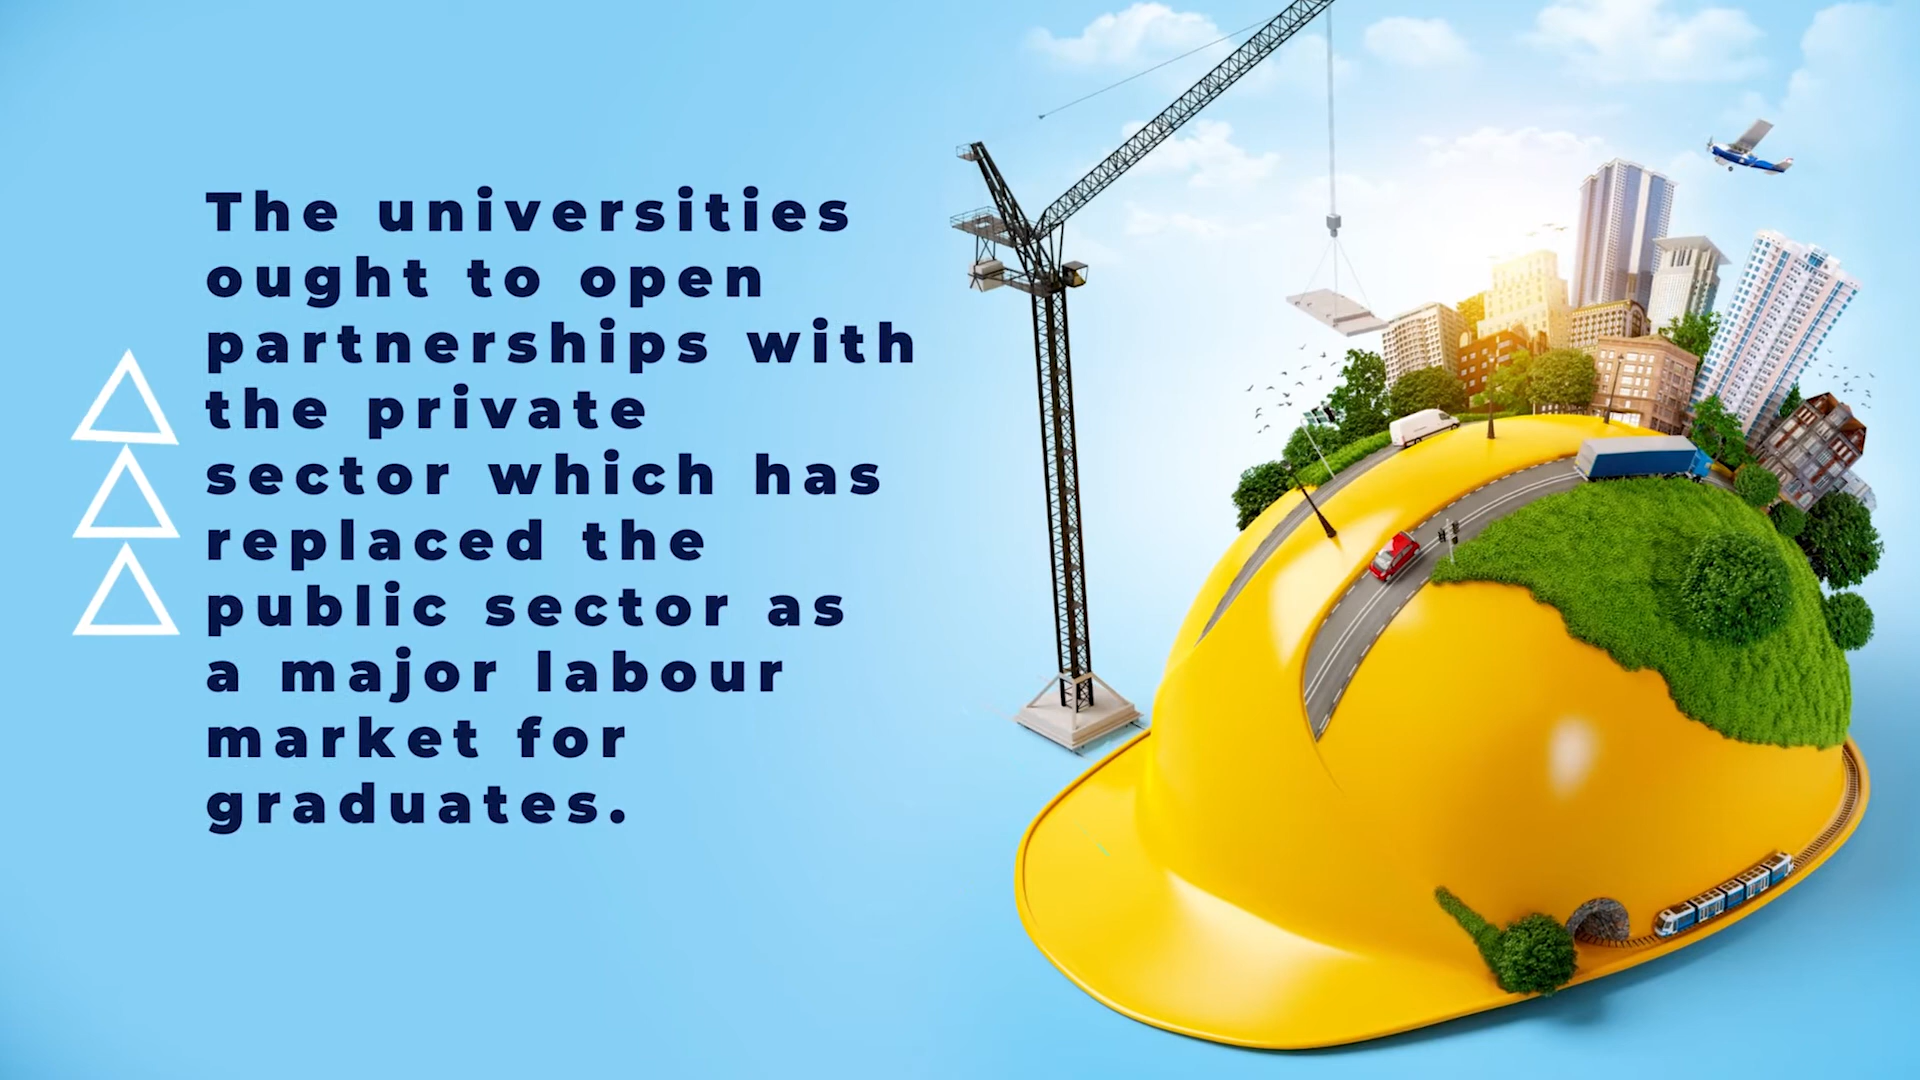 The universities
ought to open
partnerships with
the private
sector which has
replaced the
public sector as
a major labour
market for
graduates.